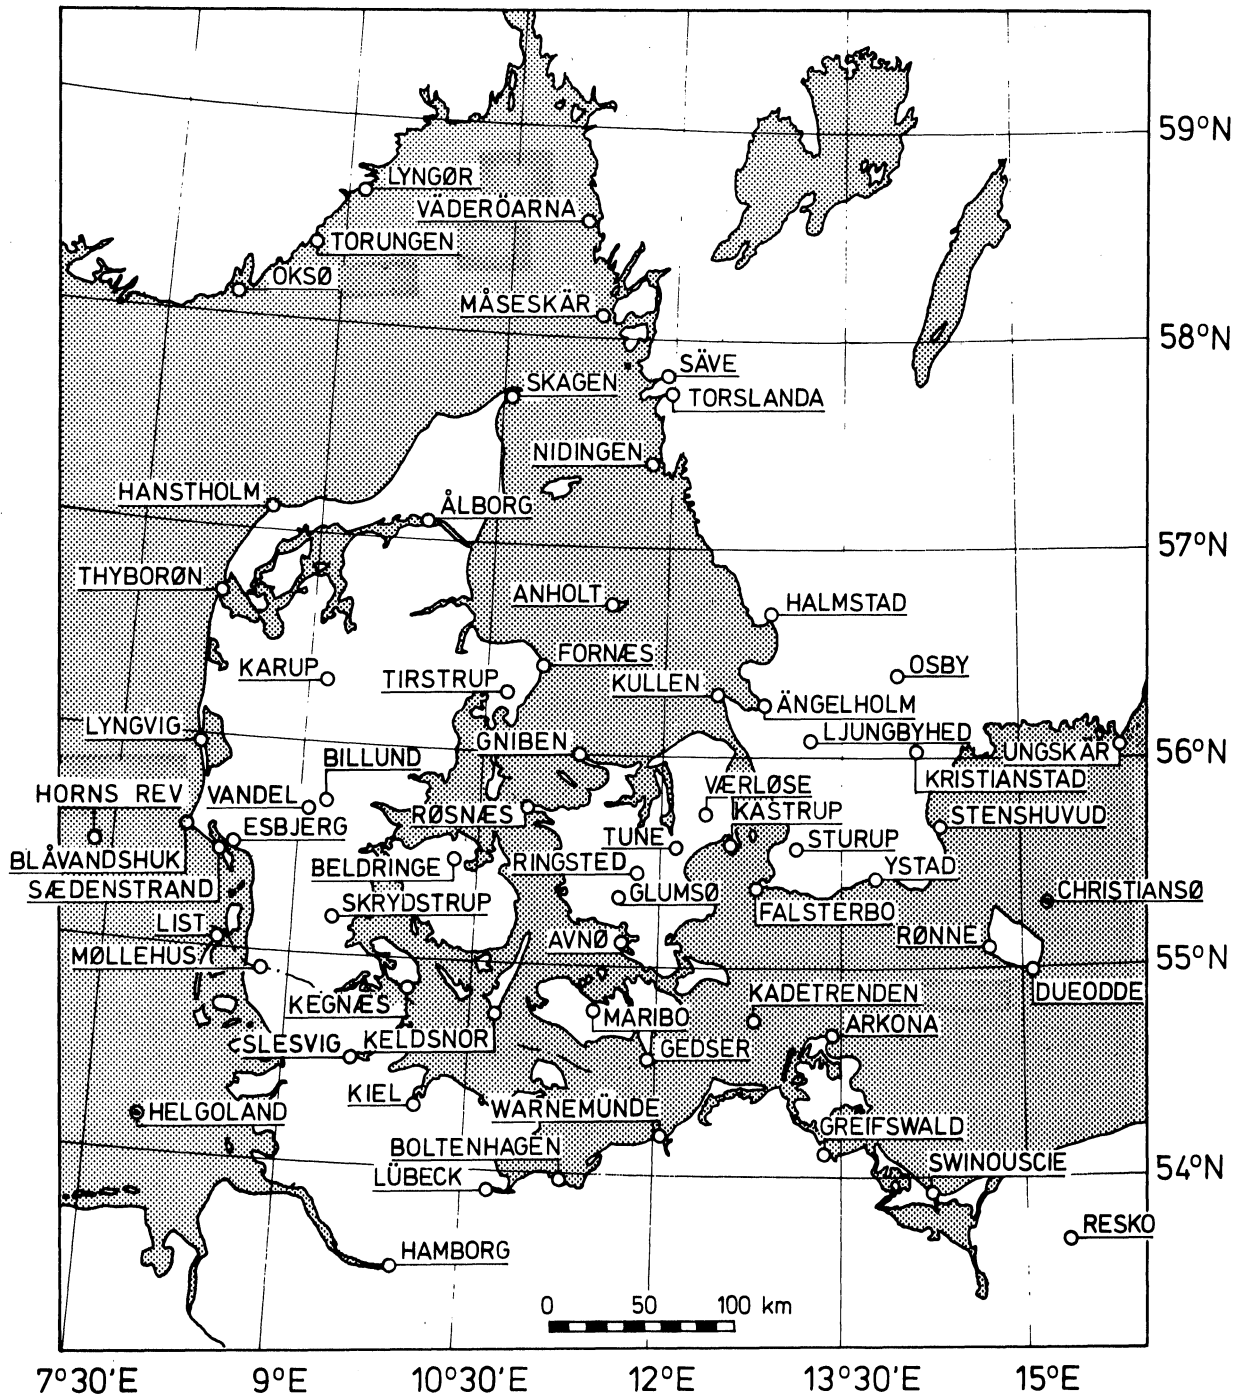 59°N
LYNGØR
VÄDERÖARNA
TORUNGEN
OKSØ
MÅSESKÄR
58°N
SÄVE
SKAGEN
TORSLANDA
NIDINGEN
HANSTHOLM
ÅLBORG
57°N
THYBORØN
ANHOLT
HALMSTAD
FORNÆS
OSBY
KARUP
TIRSTRUP
KULLEN
ÄNGELHOLM
LYNGVIG
LJUNGBYHED
GNIBEN
UNGSKÄR
56°N
BILLUND
KRISTIANSTAD
VÆRLØSE
HORNS REV
VANDEL
RØSNÆS
KASTRUP
STENSHUVUD
ESBJERG
TUNE
STURUP
BLÅVANDSHUK
BELDRINGE
RINGSTED
YSTAD
SÆDENSTRAND
GLUMSØ
CHRISTIANSØ
SKRYDSTRUP
FALSTERBO
LIST
AVNØ
RØNNE
MØLLEHUS
55°N
KEGNÆS
KADETRENDEN
DUEODDE
MARIBO
ARKONA
SLESVIG
KELDSNOR
GEDSER
KIEL
HELGOLAND
WARNEMÜNDE
GREIFSWALD
BOLTENHAGEN
SWINOUSCIE
54°N
LÜBECK
RESKO
HAMBORG
0 50 100 km
7°30'E 9°E 10°30'E 12°E 13°30'E 15°E